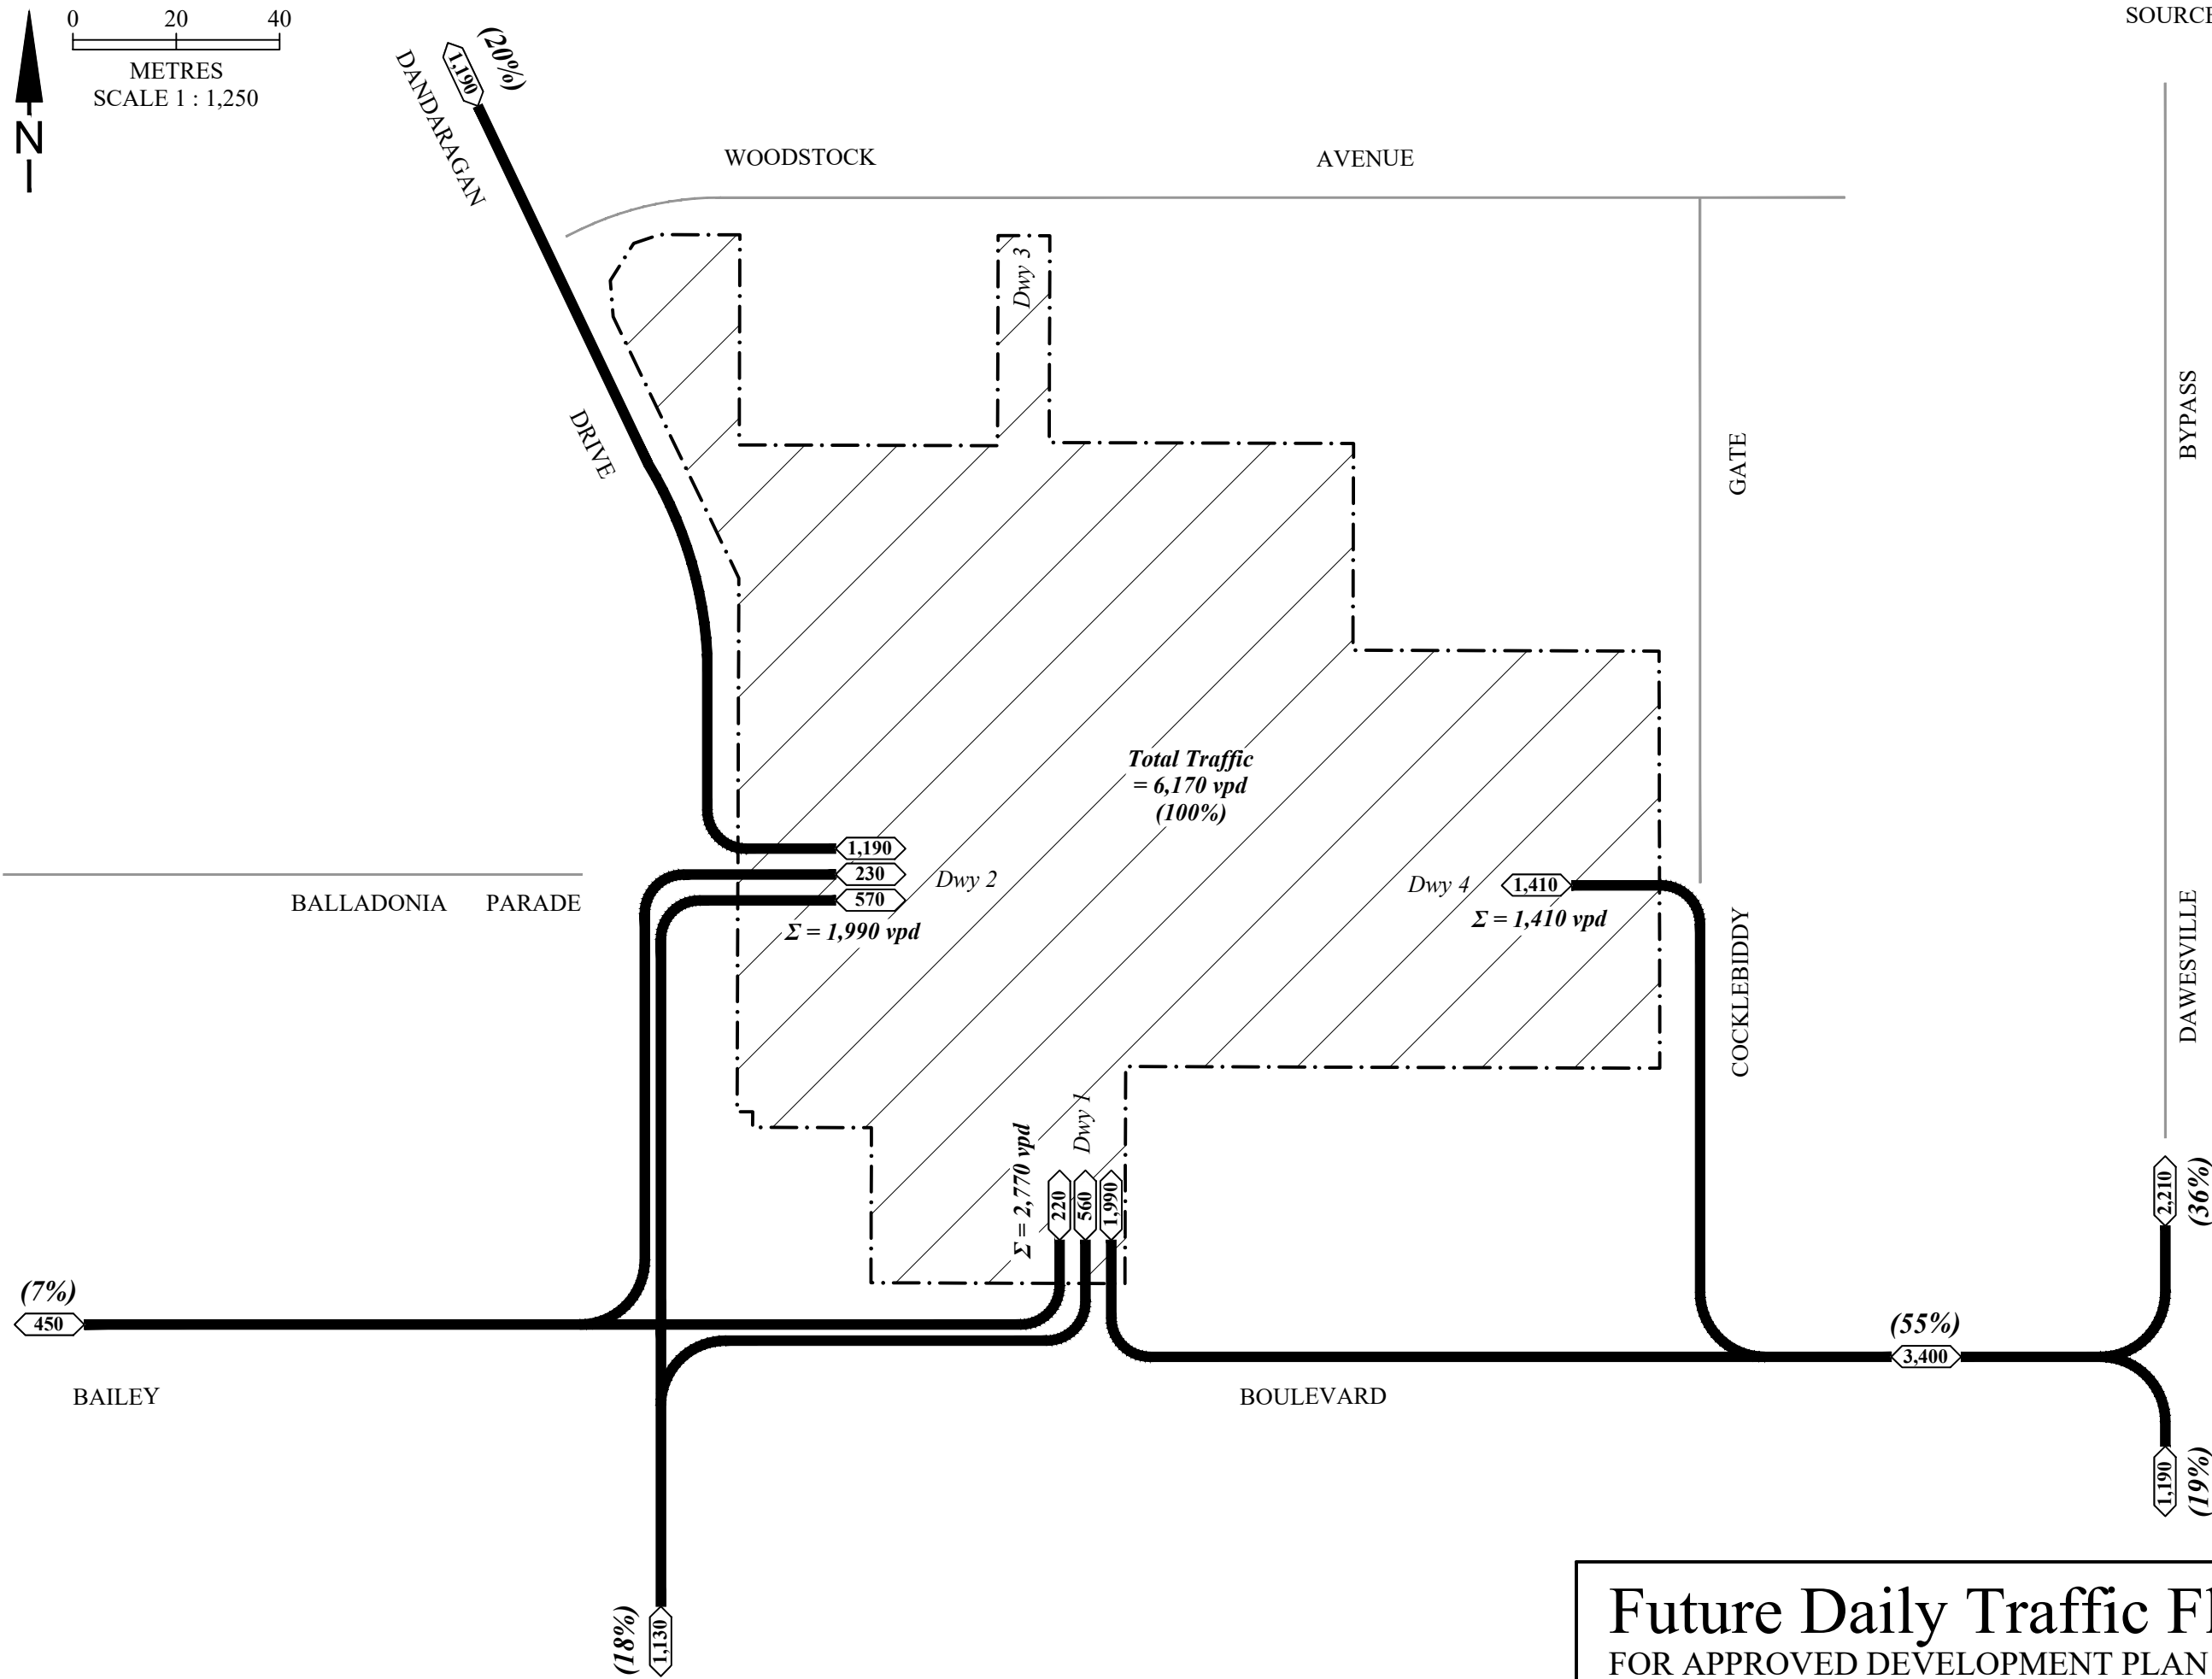 0 20 40
METRES
SCALE 1 : 1,250
N
SOURCE
1,190
(20%)
DANDARAGAN
DRIVE
WOODSTOCK AVENUE
Dwy 3
GATE
BYPASS
Total Traffic
= 6,170 vpd
(100%)
1,190
230
570
Dwy 2
Σ = 1,990 vpd
BALLADONIA PARADE
Dwy 4
1,410
Σ = 1,410 vpd
COCKLEBIDDY
DAWESVILLE
Σ = 2,770 vpd
Dwy 1
220
560
1,990
2,210
(36%)
(7%)
450
(55%)
3,400
BAILEY BOULEVARD
1,190
(19%)
(18%)
1,130
Future Daily Traffic Fl
FOR APPROVED DEVELOPMENT PLAN